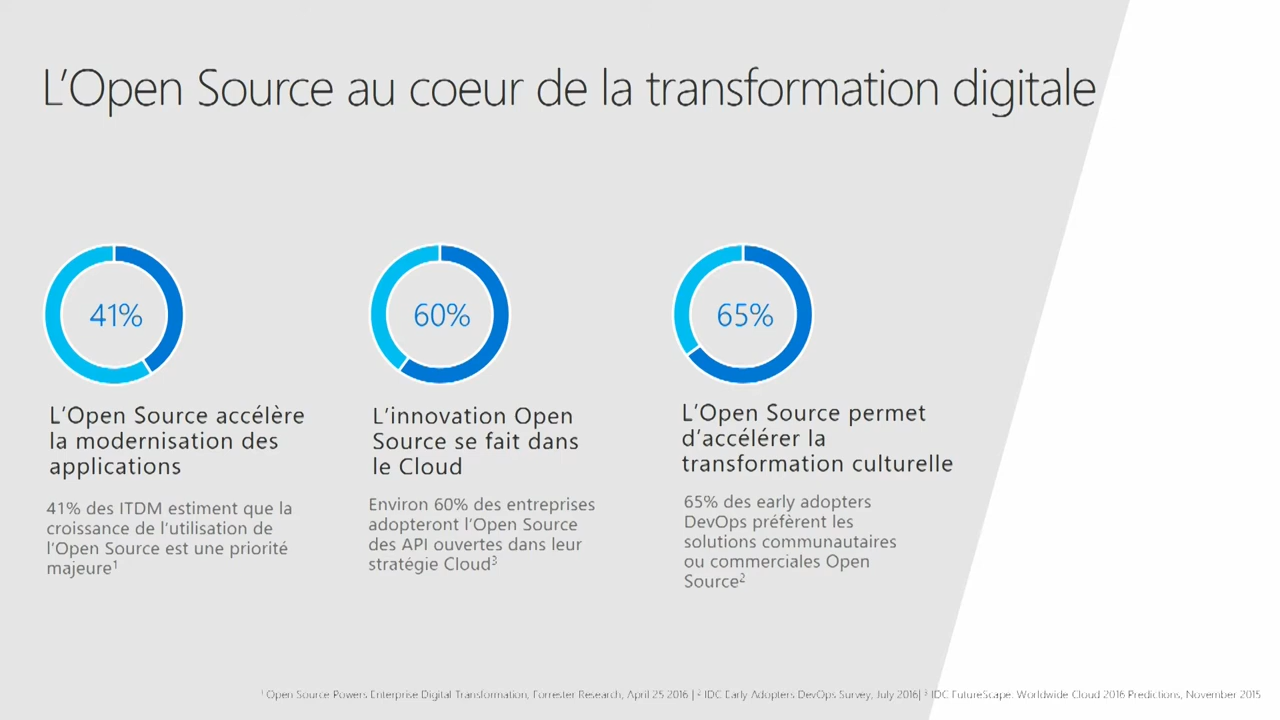 L'Open Source au coeur de la transformation digitale
41%
L'Open Source accélère
la modernisation des
applications
41% des ITDM estiment que la
croissance de l'utilisation de
l'Open Source est une priorité
majeure¹
60%
L'innovation Open
Source se fait dans
le Cloud
Environ 60% des entreprises
adopteront l'Open Source
des API ouvertes dans leur
stratégie Cloud³
65%
L'Open Source permet
d'accélérer la
transformation culturelle
65% des early adopters
DevOps préfèrent les
solutions communautaires
ou commerciales Open
Source²
¹ Open Source Powers Enterprise Digital Transformation, Forrester Research, April 25 2016 | ² IDC Early Adopters DevOps Survey, July 2016| ³ IDC FutureScape: Worldwide Cloud 2016 Predictions, November 2015